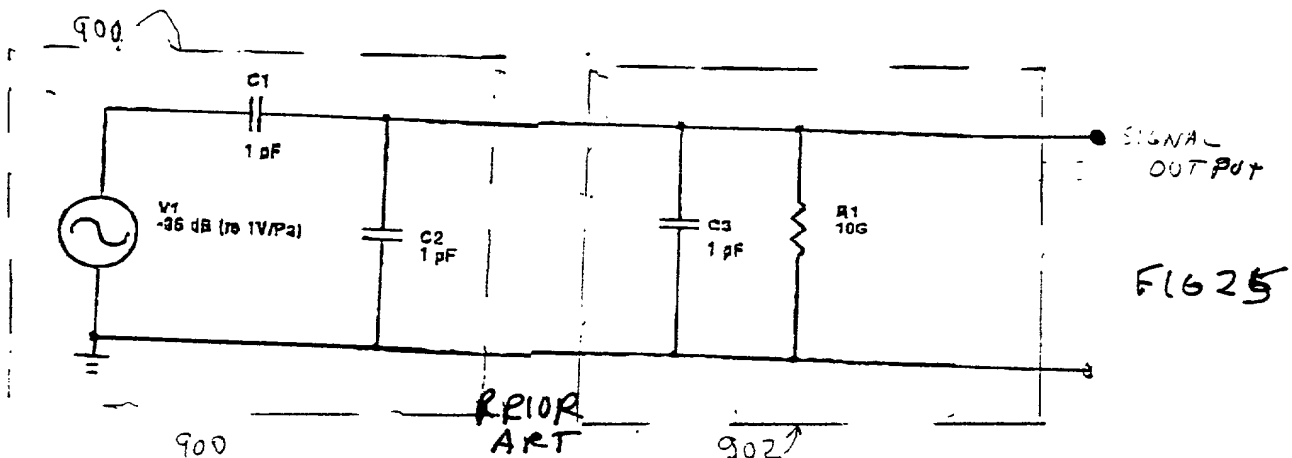 900
C1
1 pF
V1
-36 dB (re 1V/Pa)
C2
1 pF
C3
1 pF
R1
10G
SIGNAL
OUTPUT
FIG 25
PRIOR
ART
900
902